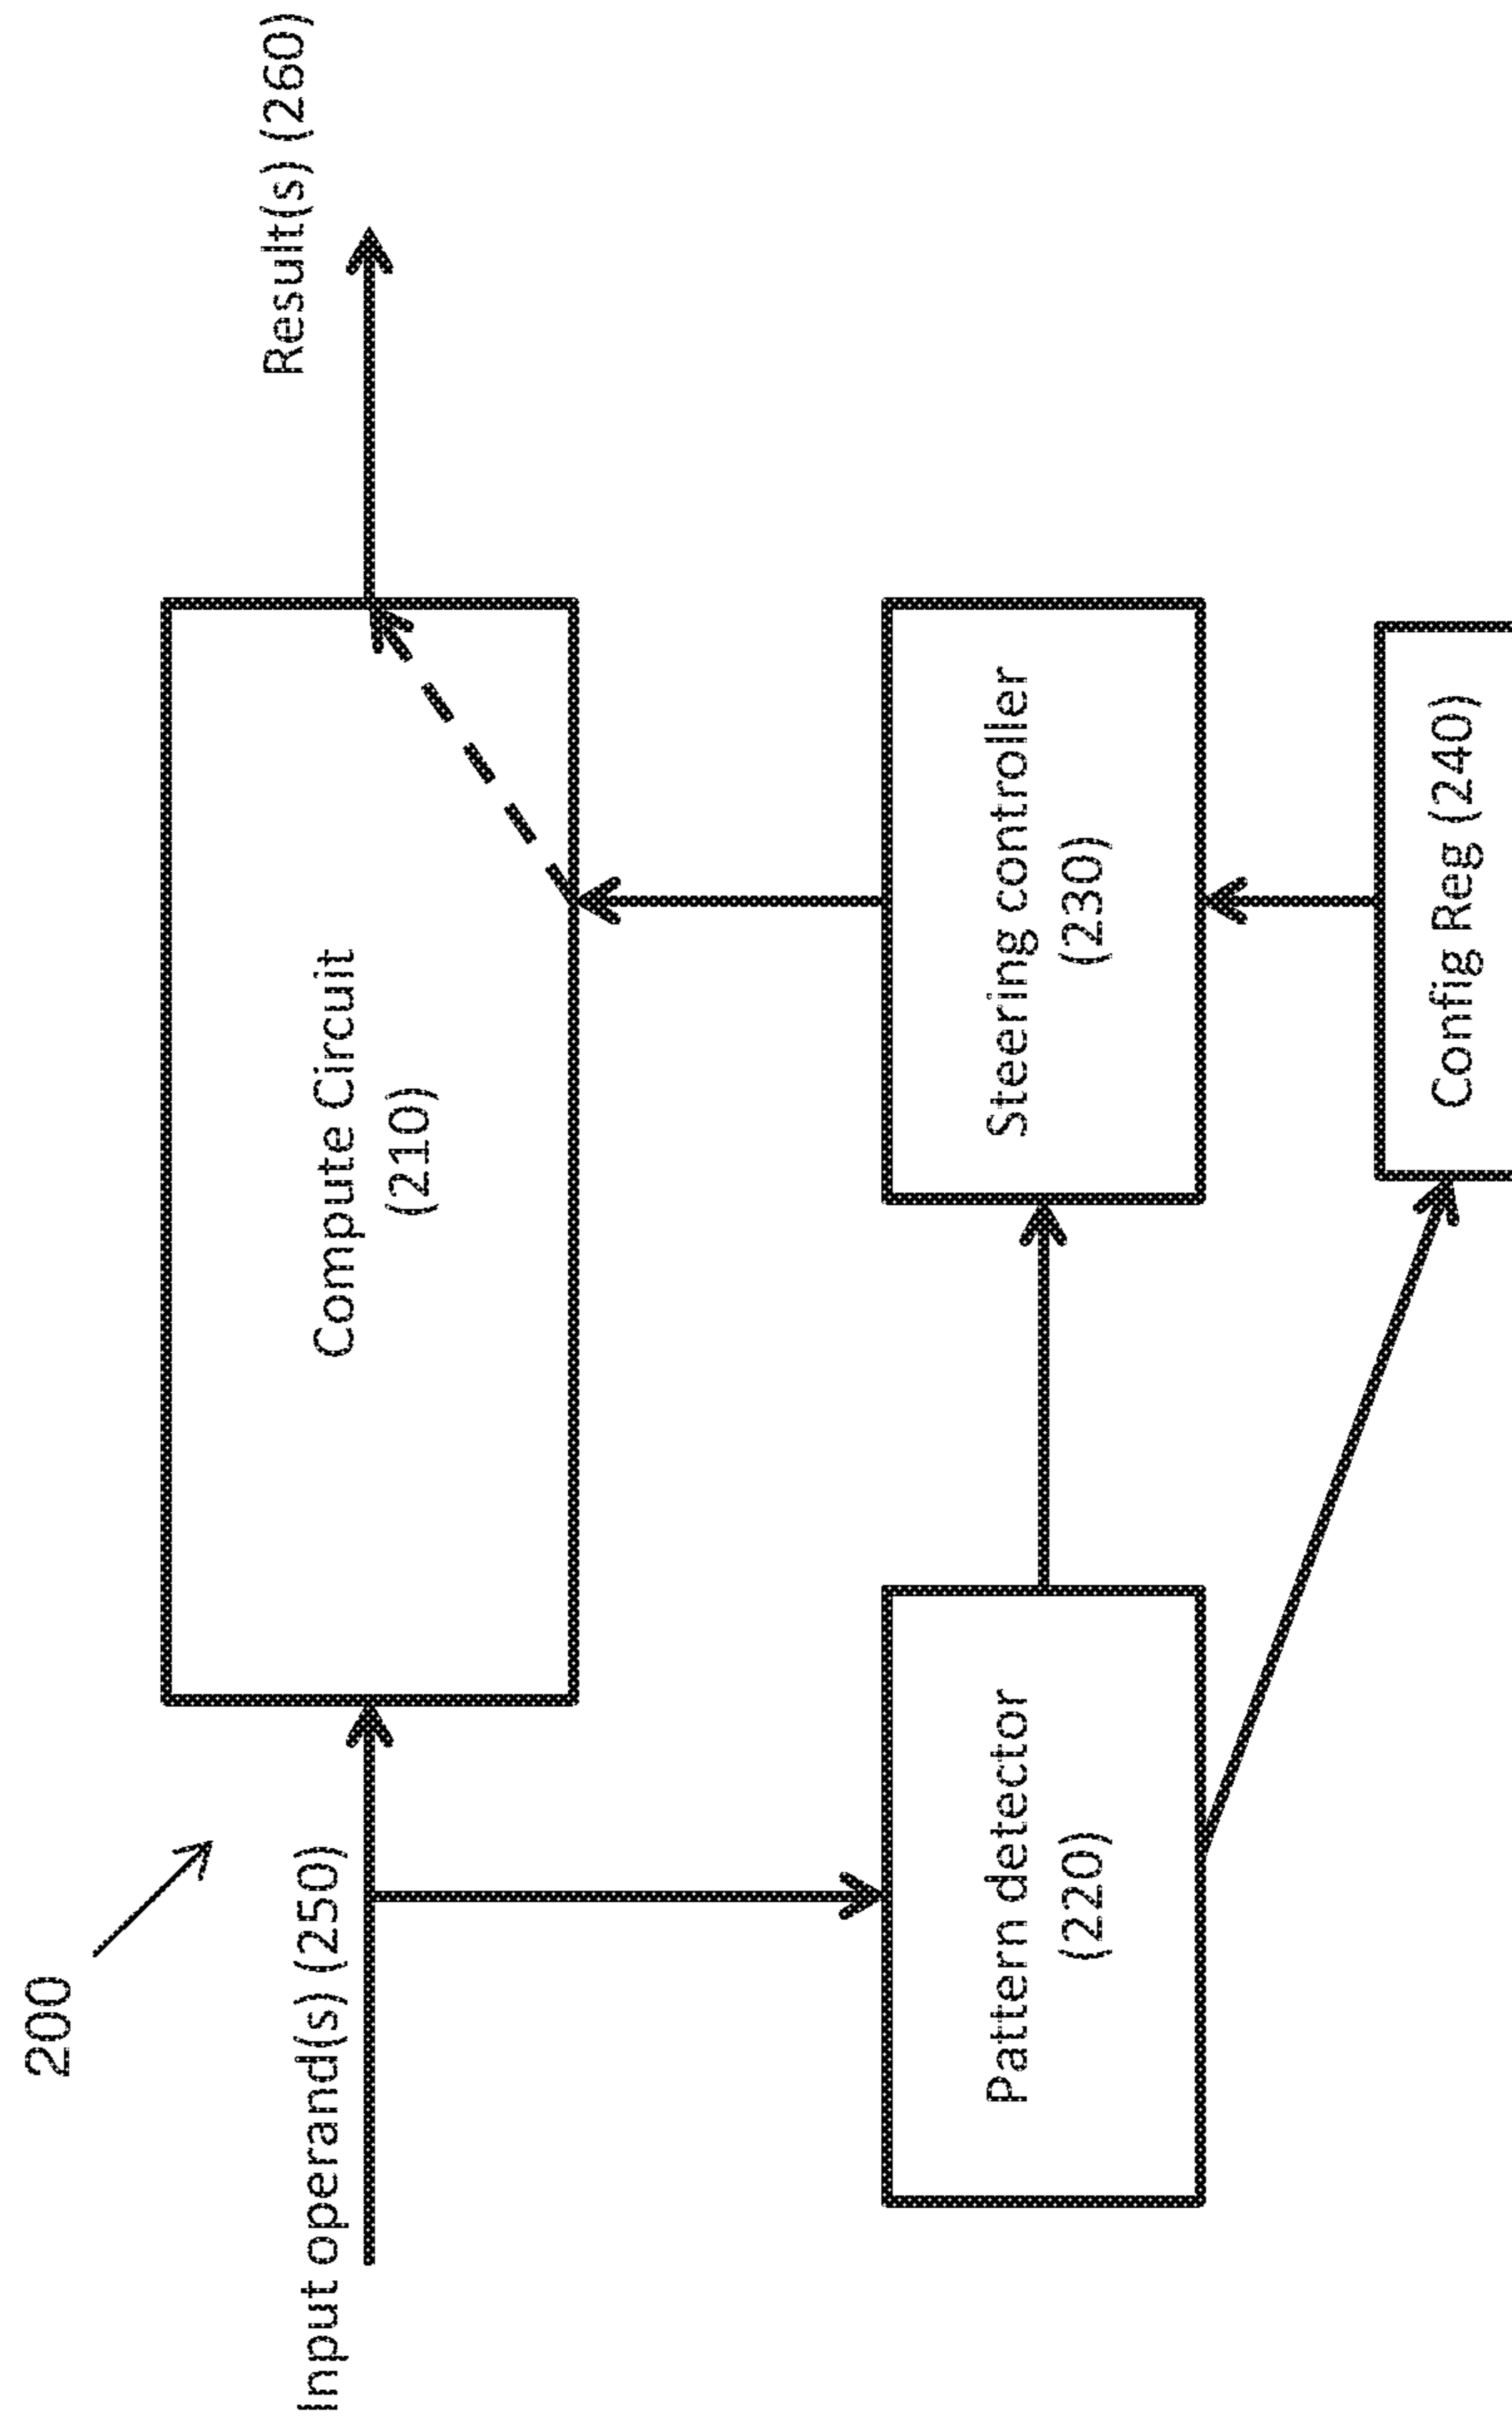 200
Input operand(s) (250)
Compute Circuit
(210)
Result(s) (260)
Pattern detector
(220)
Steering controller
(230)
Config Reg (240)